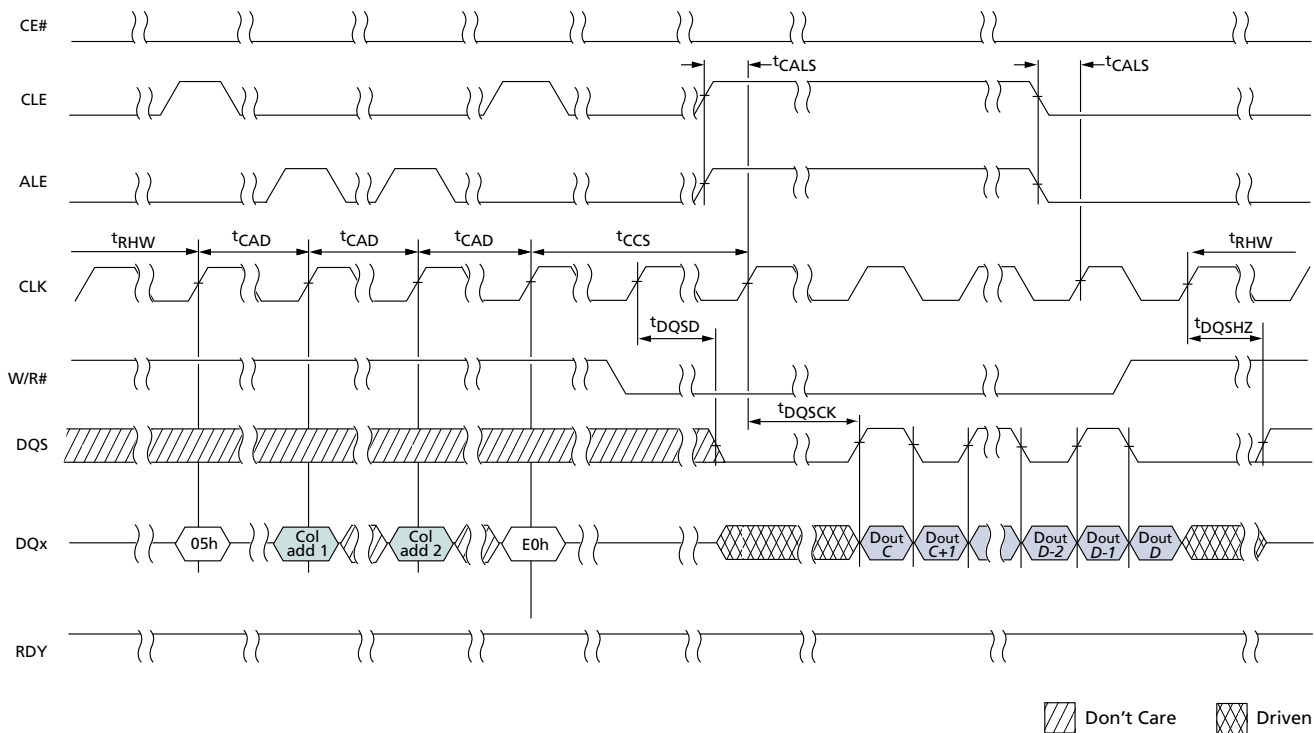 CE#
tCALS tCALS
CLE
ALE
tRHW tCAD tCAD tCAD tCCS tRHW
CLK
tDQSD tDQSHZ
W/R#
tDQSCK
DQS
DQx
05h
Col
add 1
Col
add 2
E0h
Dout
C
Dout
C+1
Dout
D-2
Dout
D-1
Dout
D
RDY
Don't Care Driven